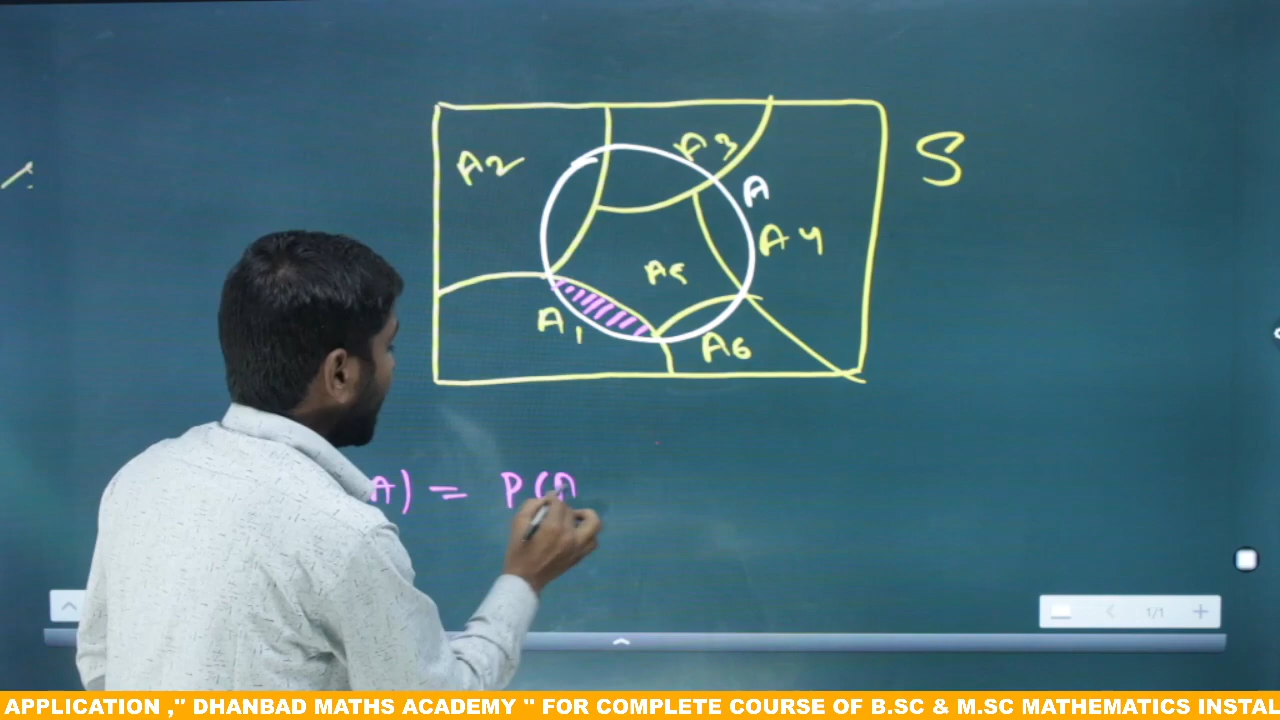 S
A2
A3
A
A4
A5
A1
A6
A) = P(A
1/1
APPLICATION ," DHANBAD MATHS ACADEMY " FOR COMPLETE COURSE OF B.SC & M.SC MATHEMATICS INSTAL